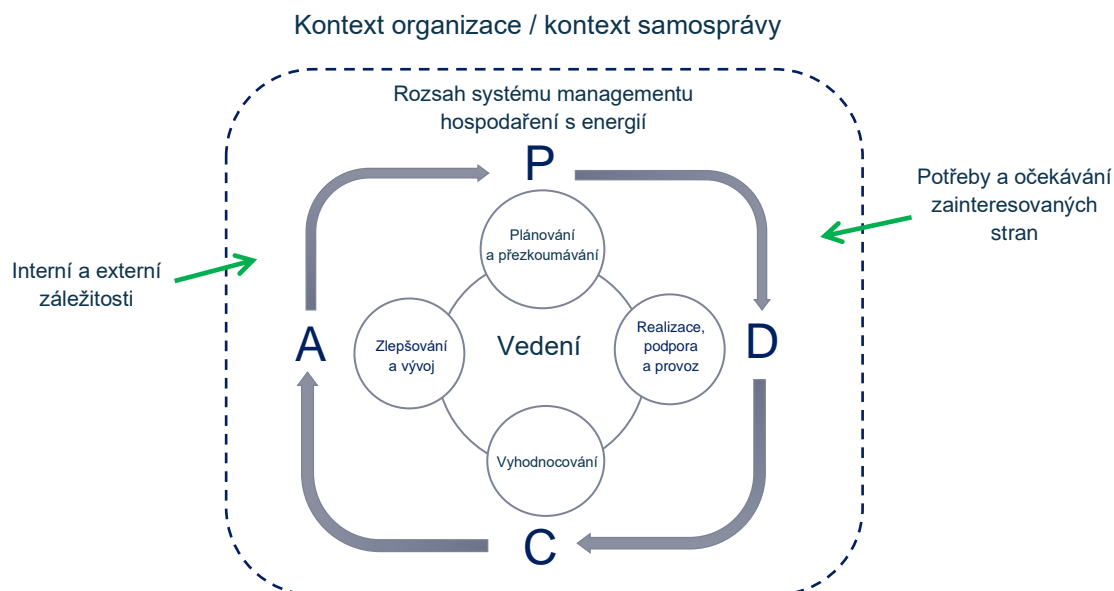 Kontext organizace / kontext samosprávy
Rozsah systému managementu
hospodaření s energií
P
Potřeby a očekávání
zainteresovaných
stran
Plánování
a přezkoumávání
Interní a externí
záležitosti
A
Zlepšování
a vývoj
Vedení
Realizace,
podpora
a provoz
D
Vyhodnocování
C